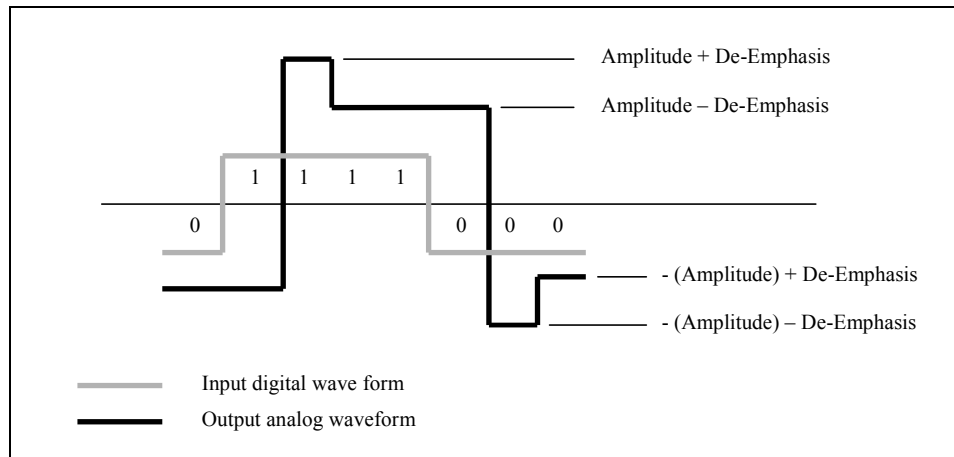 Amplitude + De-Emphasis
Amplitude – De-Emphasis
1 1 1 1
0 0 0 0
- (Amplitude) + De-Emphasis
- (Amplitude) – De-Emphasis
Input digital wave form
Output analog waveform